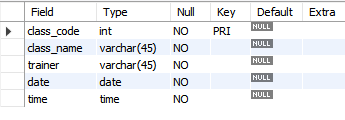 Field Type Null Key Default Extra
class_code int NO PRI NULL
class_name varchar(45) NO NULL
trainer varchar(45) NO NULL
date date NO NULL
time time NO NULL